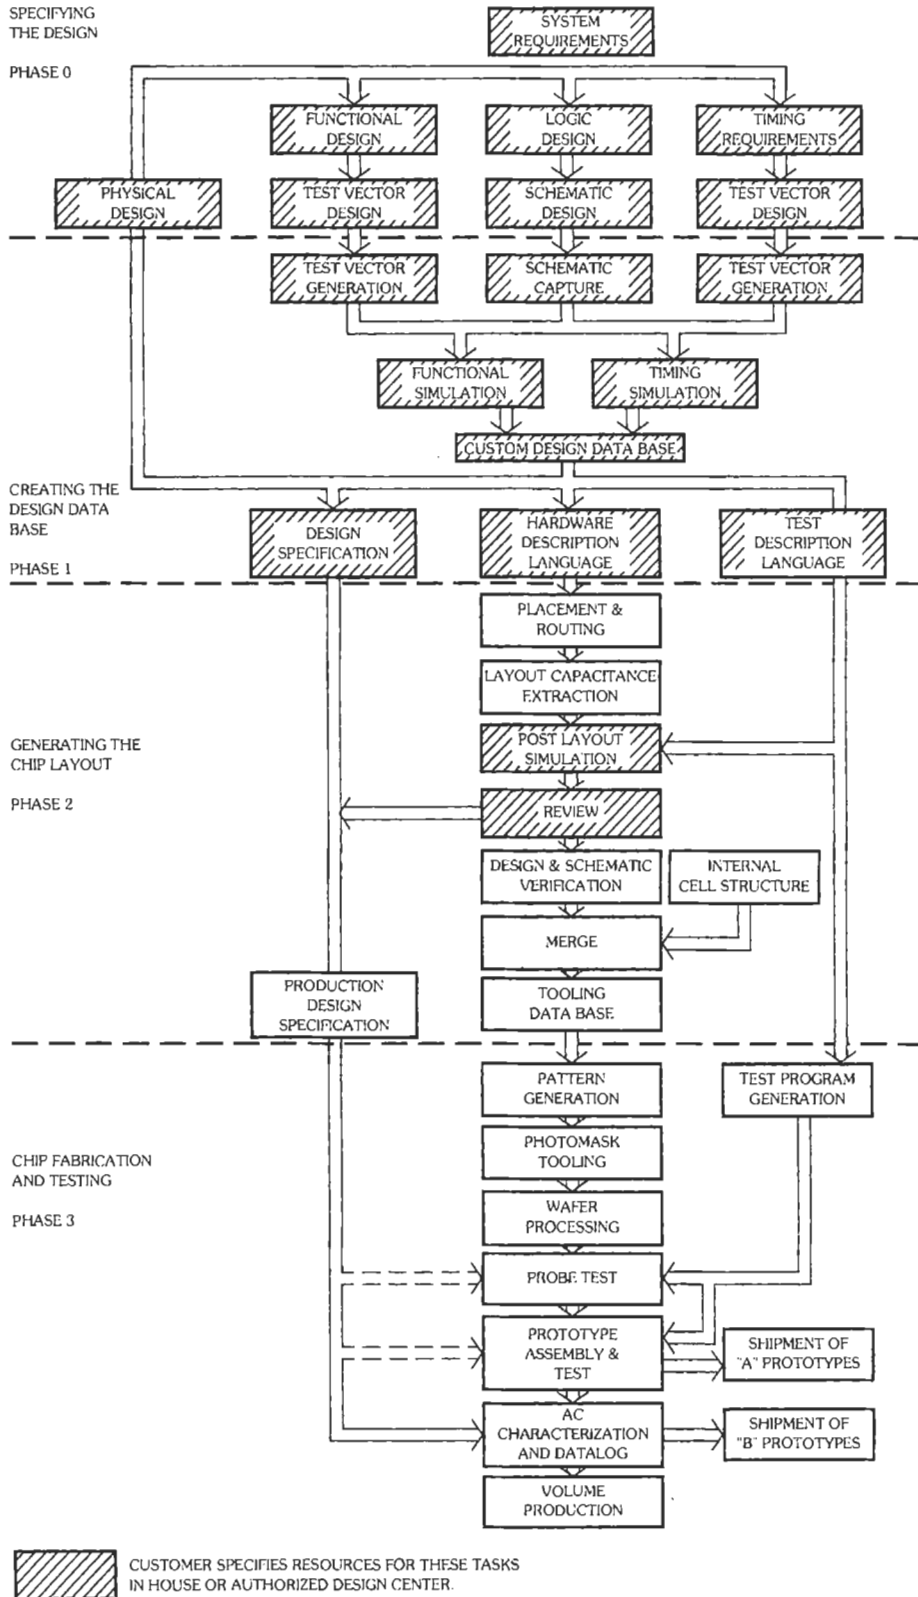 SPECIFYING
THE DESIGN
PHASE 0
SYSTEM
REQUIREMENTS
FUNCTIONAL
DESIGN
LOGIC
DESIGN
TIMING
REQUIREMENTS
PHYSICAL
DESIGN
TEST VECTOR
DESIGN
SCHEMATIC
DESIGN
TEST VECTOR
DESIGN
TEST VECTOR
GENERATION
SCHEMATIC
CAPTURE
TEST VECTOR
GENERATION
FUNCTIONAL
SIMULATION
TIMING
SIMULATION
CUSTOM DESIGN DATA BASE
CREATING THE
DESIGN DATA
BASE
PHASE 1
DESIGN
SPECIFICATION
HARDWARE
DESCRIPTION
LANGUAGE
TEST
DESCRIPTION
LANGUAGE
PLACEMENT &
ROUTING
LAYOUT CAPACITANCE
EXTRACTION
GENERATING THE
CHIP LAYOUT
PHASE 2
POST LAYOUT
SIMULATION
REVIEW
DESIGN & SCHEMATIC
VERIFICATION
INTERNAL
CELL STRUCTURE
MERGE
PRODUCTION
DESIGN
SPECIFICATION
TOOLING
DATA BASE
PATTERN
GENERATION
TEST PROGRAM
GENERATION
CHIP FABRICATION
AND TESTING
PHASE 3
PHOTOMASK
TOOLING
WAFER
PROCESSING
PROBE TEST
PROTOTYPE
ASSEMBLY &
TEST
SHIPMENT OF
"A" PROTOTYPES
AC
CHARACTERIZATION
AND DATALOG
SHIPMENT OF
"B" PROTOTYPES
VOLUME
PRODUCTION
CUSTOMER SPECIFIES RESOURCES FOR THESE TASKS
IN HOUSE OR AUTHORIZED DESIGN CENTER.